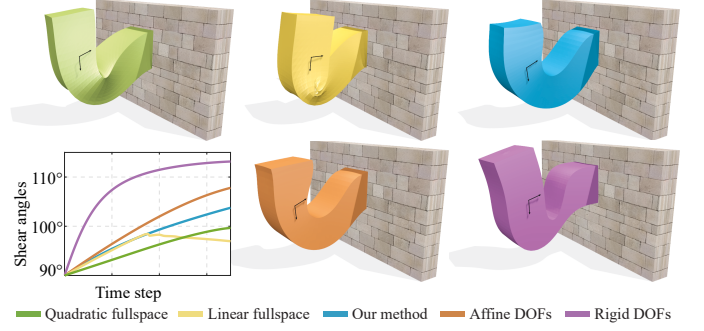 Shear angles
110°
100°
90°
Time step
Quadratic fullspace
Linear fullspace
Our method
Affine DOFs
Rigid DOFs